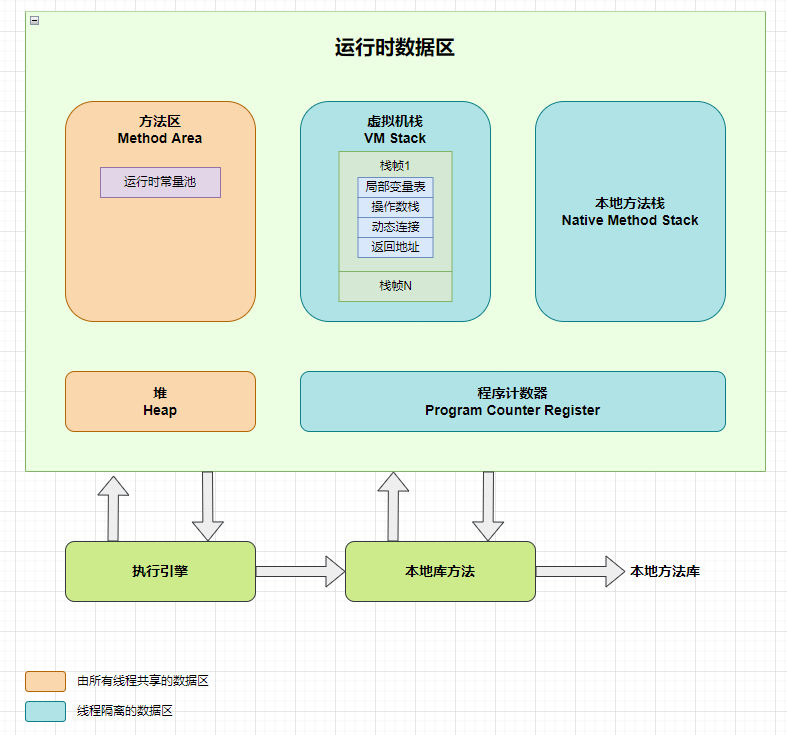 运行时数据区
方法区
Method Area
运行时常量池
虚拟机栈
VM Stack
栈帧1
局部变量表
操作数栈
动态连接
返回地址
栈帧N
本地方法栈
Native Method Stack
堆
Heap
程序计数器
Program Counter Register
执行引擎
本地库方法
本地方法库
由所有线程共享的数据区
线程隔离的数据区